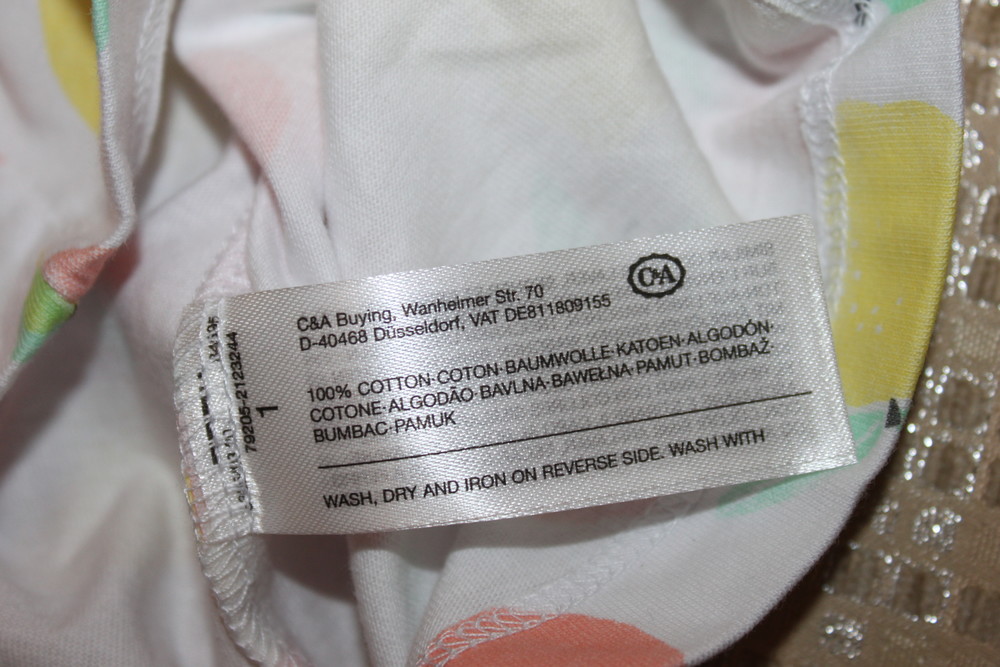 C&A
C&A Buying, Wanheimer Str. 70
D-40468 Düsseldorf, VAT DE811809155
100% COTTON·COTON·BAUMWOLLE·KATOEN·ALGODÓN·
COTONE·ALGODÃO·BAVLNA·BAWEŁNA·PAMUT·BOMBAŽ
BUMBAC·PAMUK
WASH, DRY AND IRON ON REVERSE SIDE. WASH WITH
1
79205-2123244